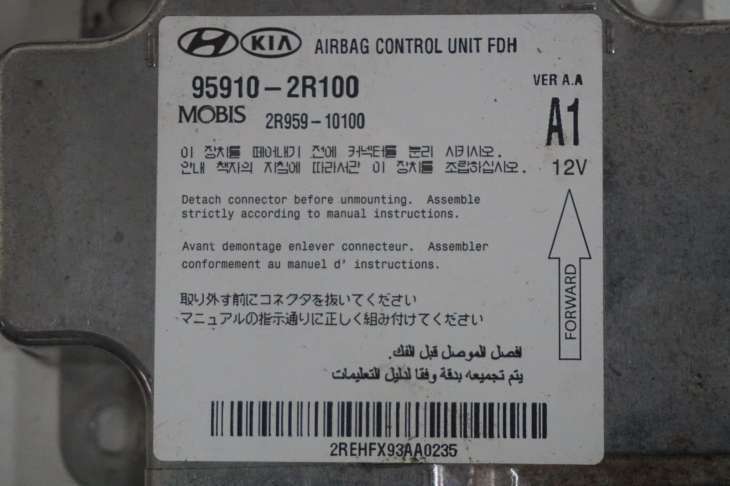 KIA AIRBAG CONTROL UNIT FDH
95910-2R100
VER A.A
MOBIS 2R959-10100
A1
이 장치를 떼어내기 전에 커넥터를 분리 시키시오.
안내 책자의 지침에 따라서만 이 장치를 조립하십시오.
12V
Detach connector before unmounting. Assemble
strictly according to manual instructions.
Avant demontage enlever connecteur. Assembler
conformement au manuel d' instructions.
FORWARD
取り外す前にコネクタを抜いてください
マニュアルの指示通りに正しく組み付けてください
افصل الموصل قبل الفك.
يتم تجميعه بدقة وفقا لدليل التعليمات
2REHFX93AA0235